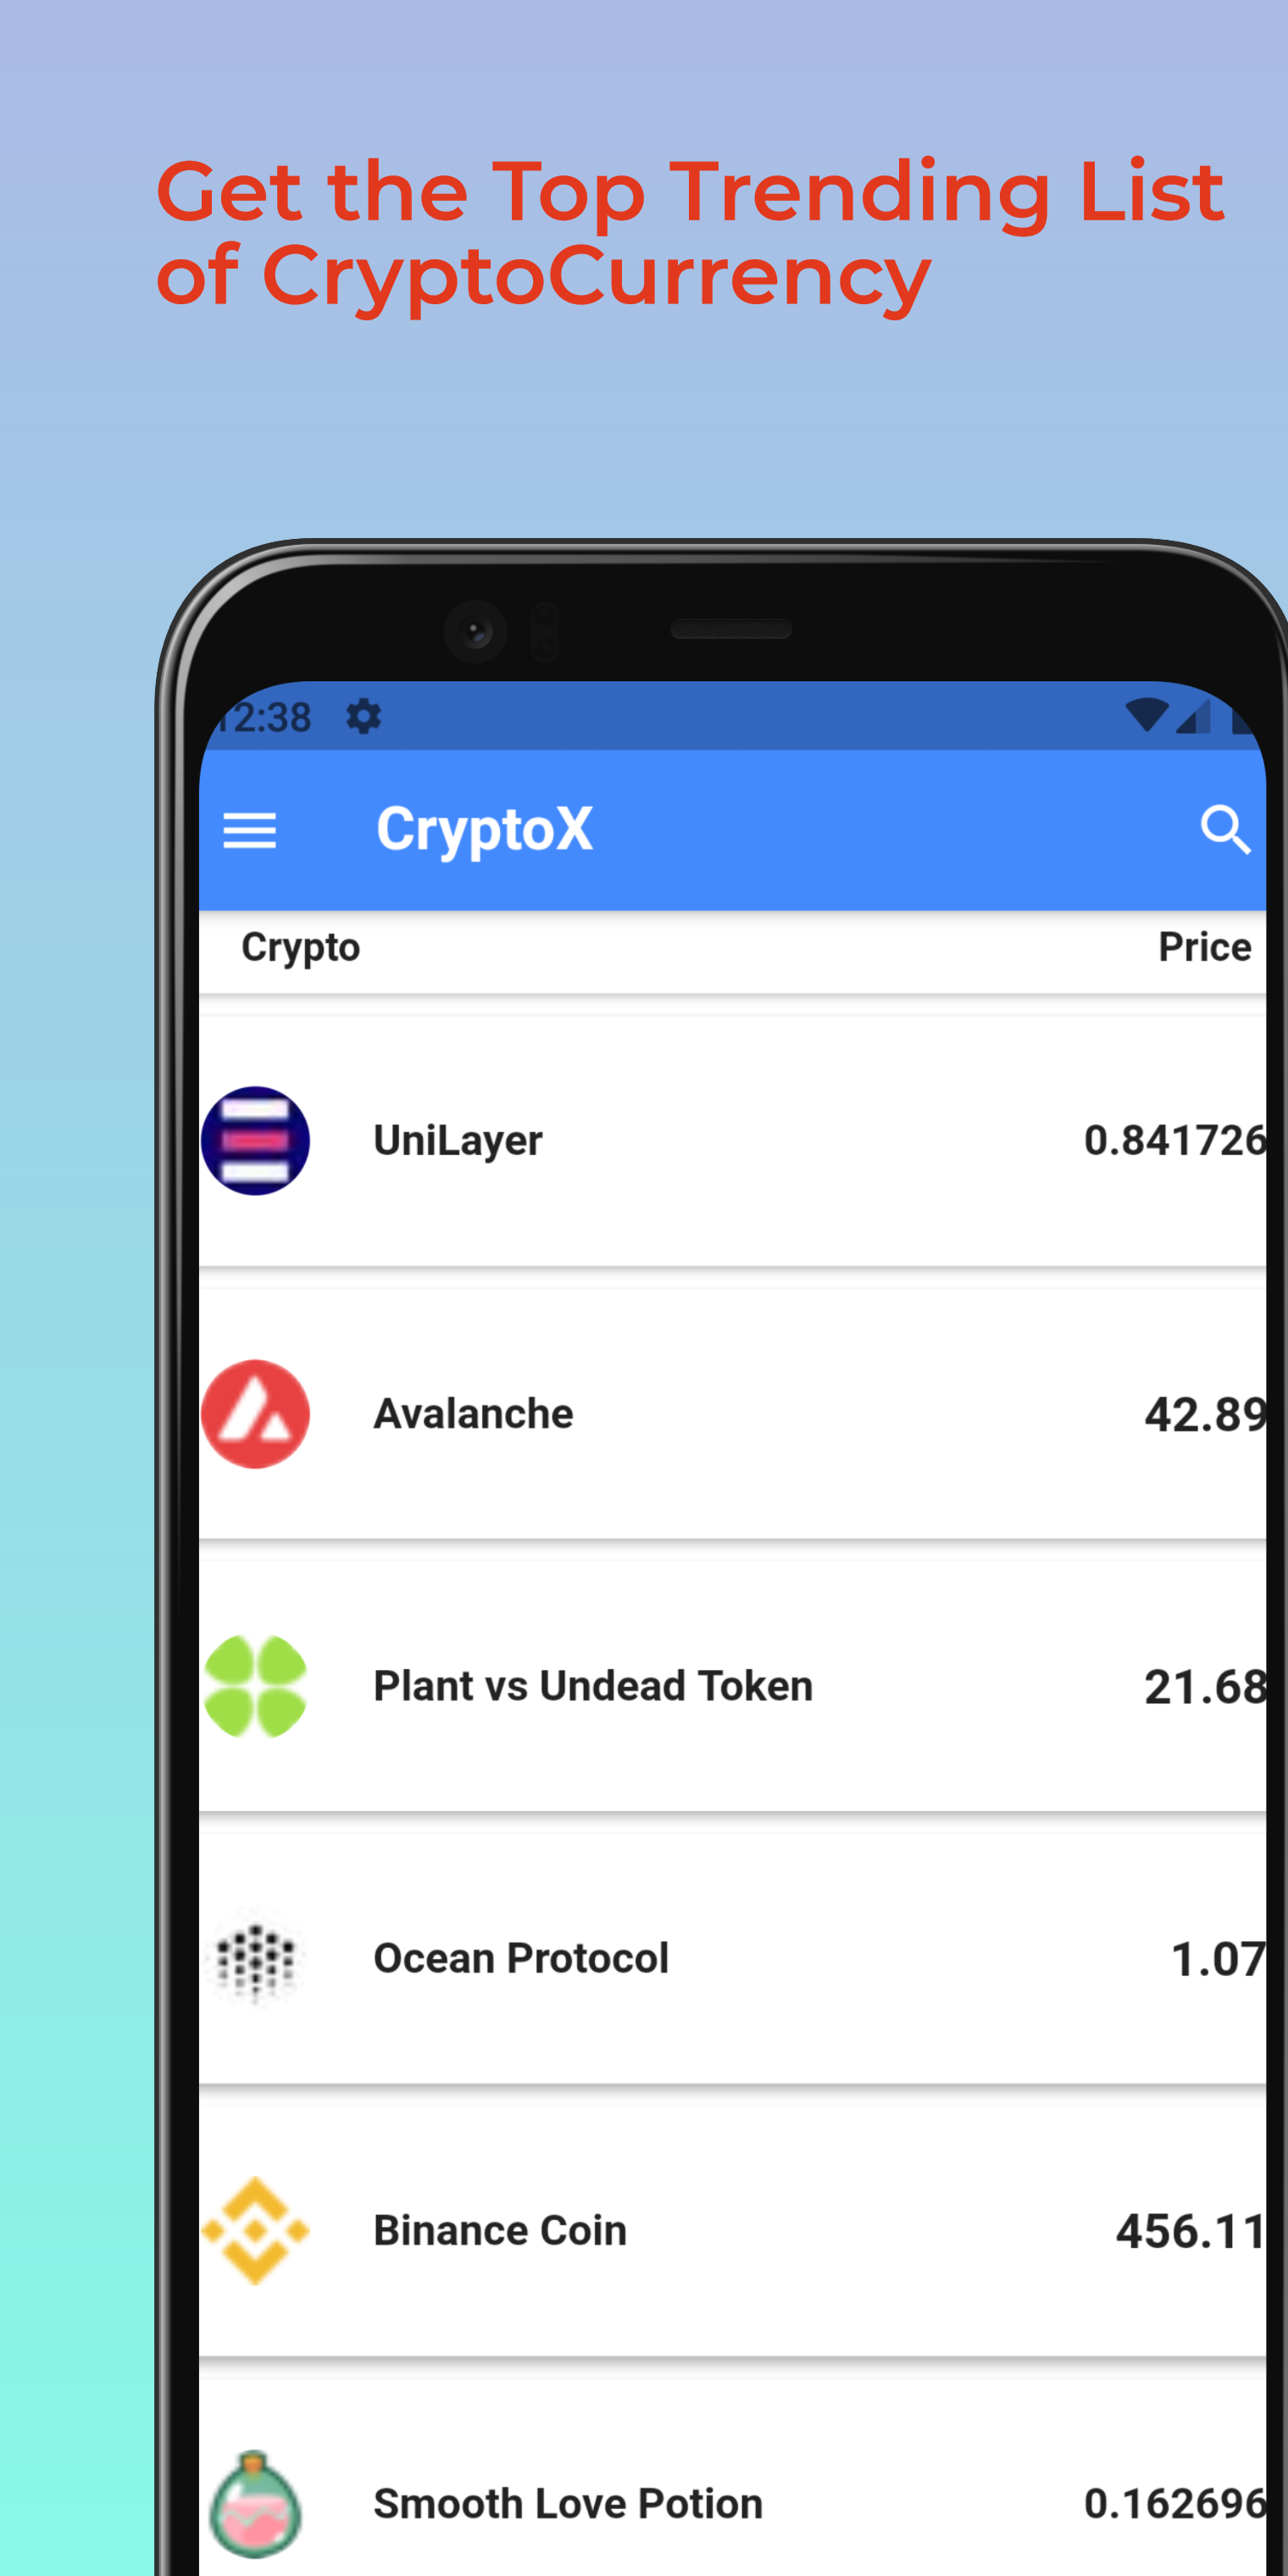 Get the Top Trending List
of CryptoCurrency
12:38
CryptoX
Crypto Price
UniLayer 0.841726
Avalanche 42.89
Plant vs Undead Token 21.68
Ocean Protocol 1.07
Binance Coin 456.11
Smooth Love Potion 0.162696